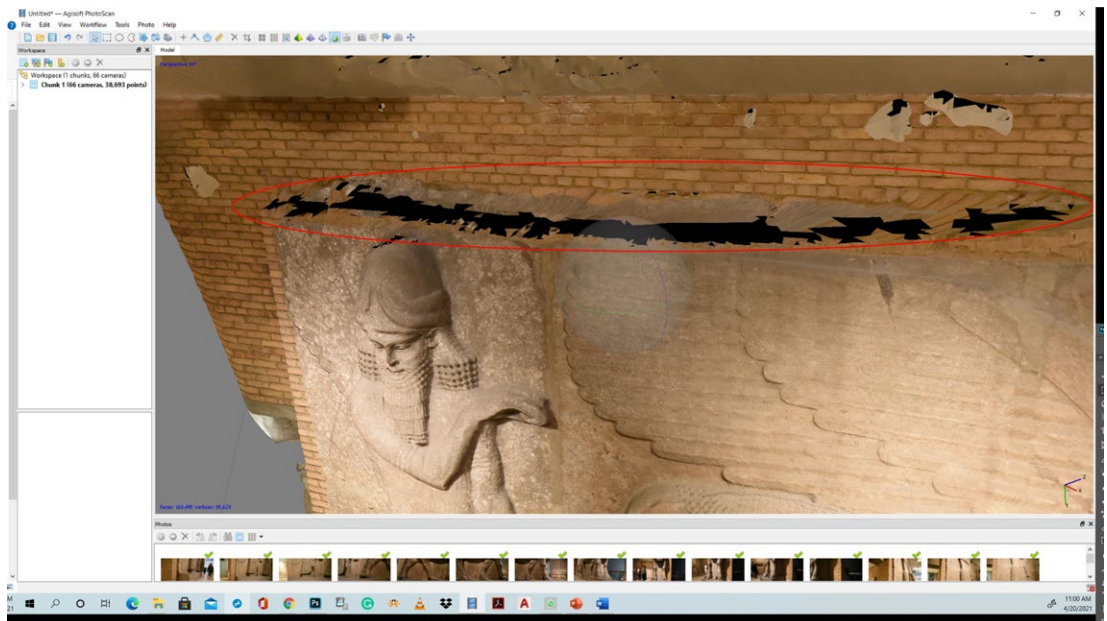 Untitled* — Agisoft PhotoScan
File Edit View Workflow Tools Photo Help
Workspace
Model
Workspace (1 chunks, 66 cameras)
Chunk 1 (66 cameras, 38,693 points)
Perspective 30°
Z
X
Photos
11:00 AM
4/20/2021